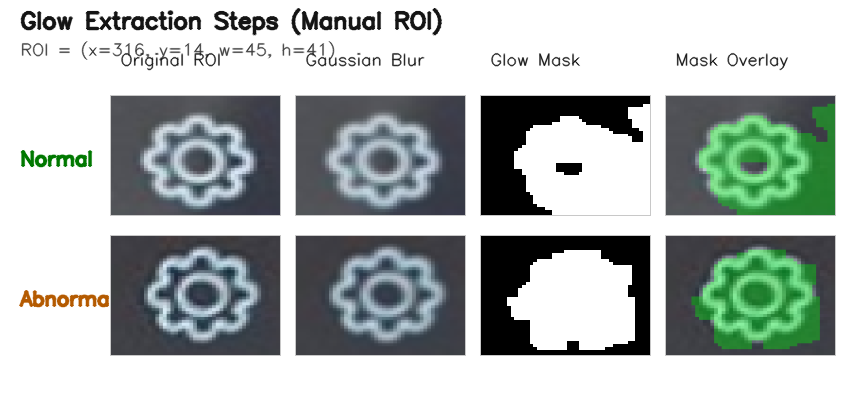 Glow Extraction Steps (Manual ROI)
ROI = (x=316, y=14, w=45, h=41)
Original ROI Gaussian Blur Glow Mask Mask Overlay
Normal
Abnorma